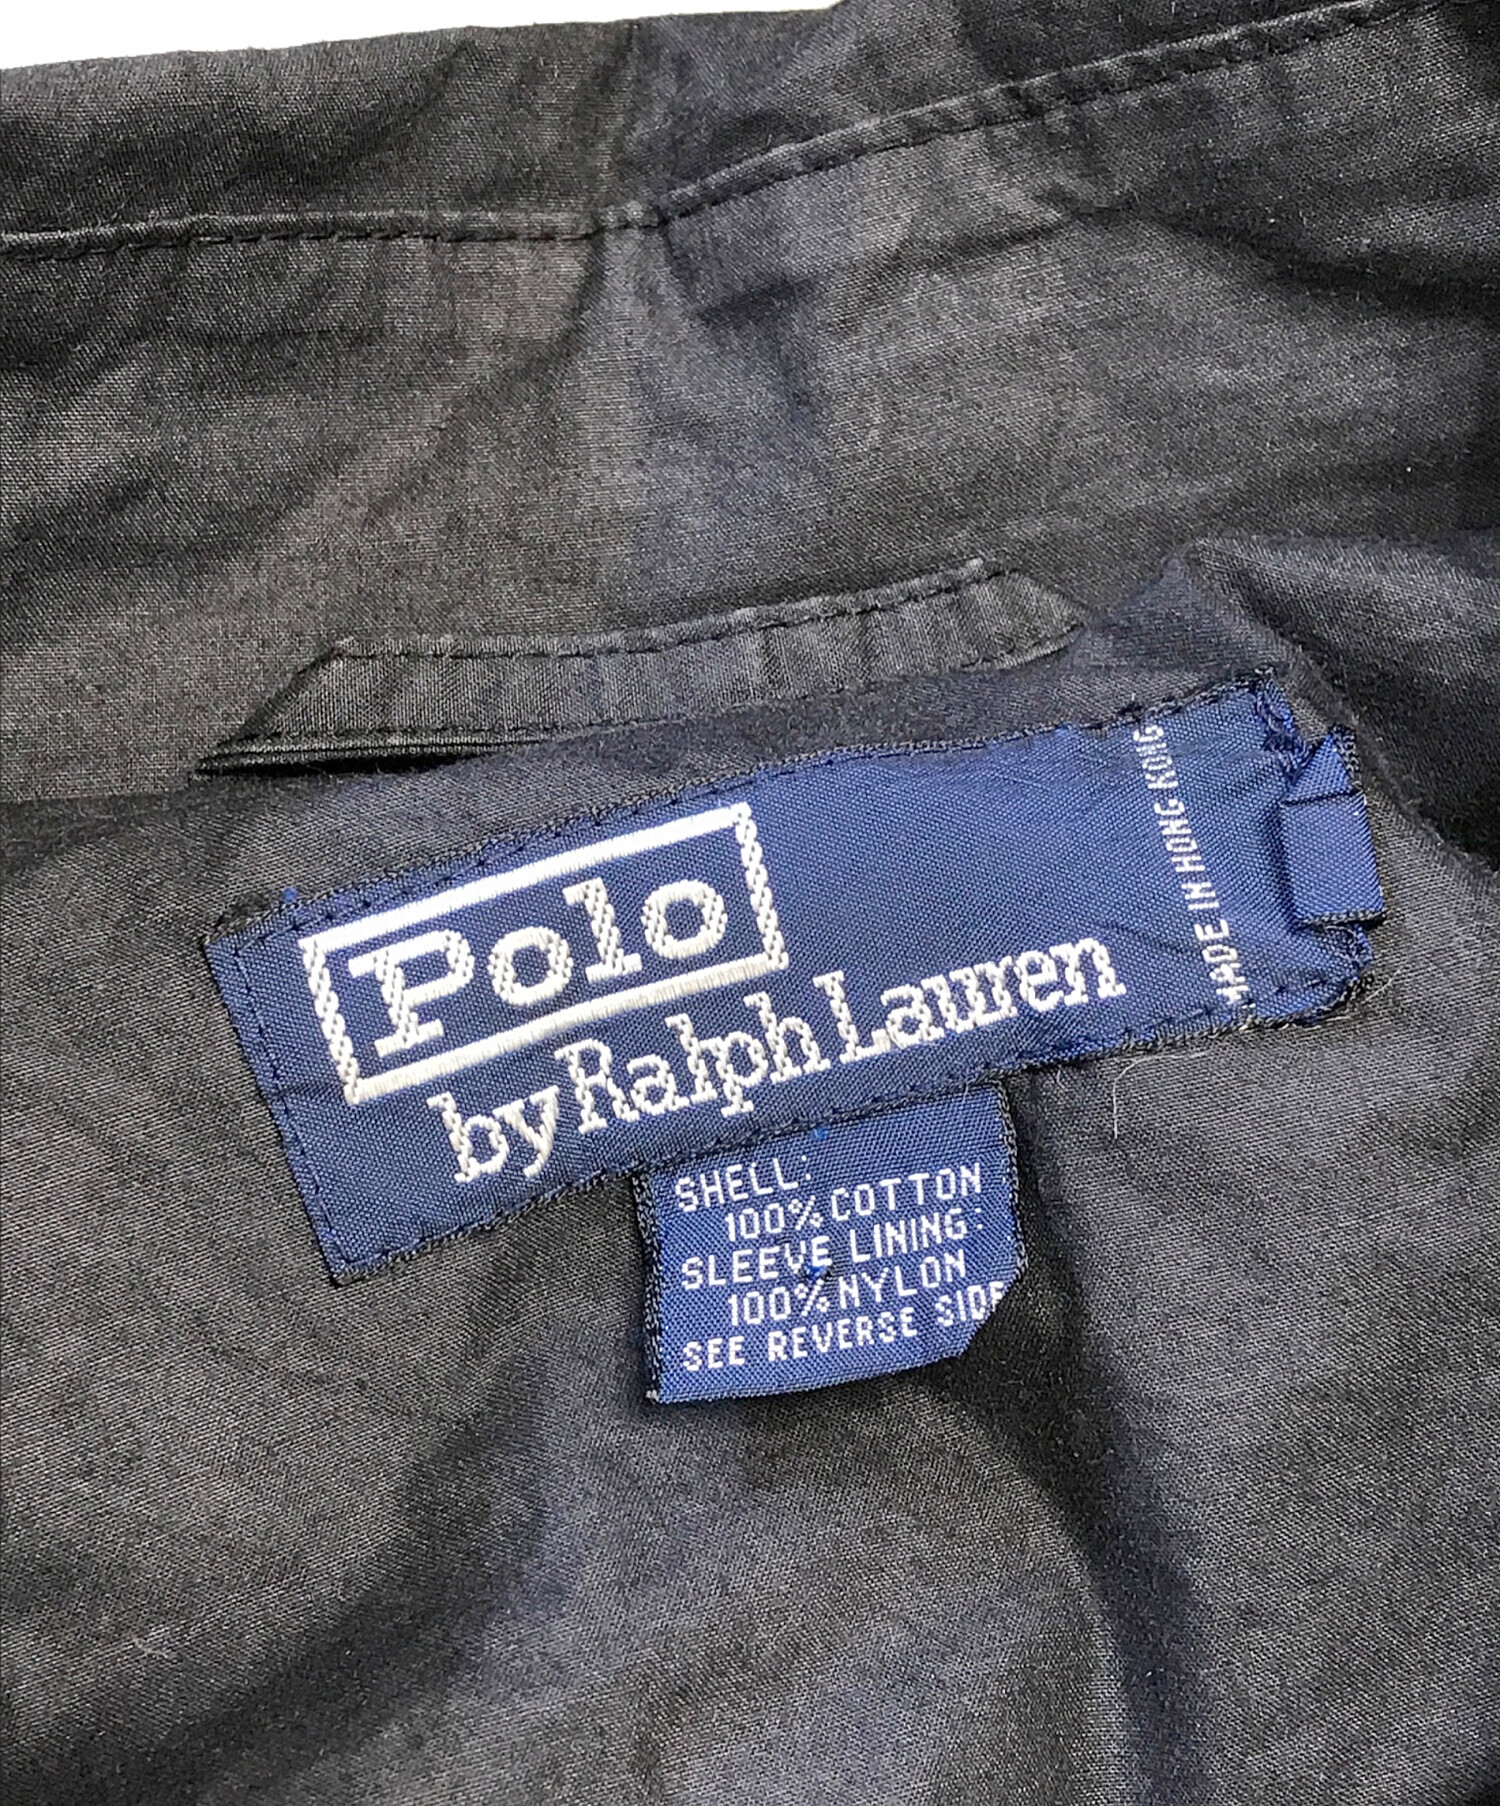 Polo
by Ralph Lauren
MADE IN HONG KONG
SHELL:
100% COTTON
SLEEVE LINING:
100% NYLON
SEE REVERSE SIDE